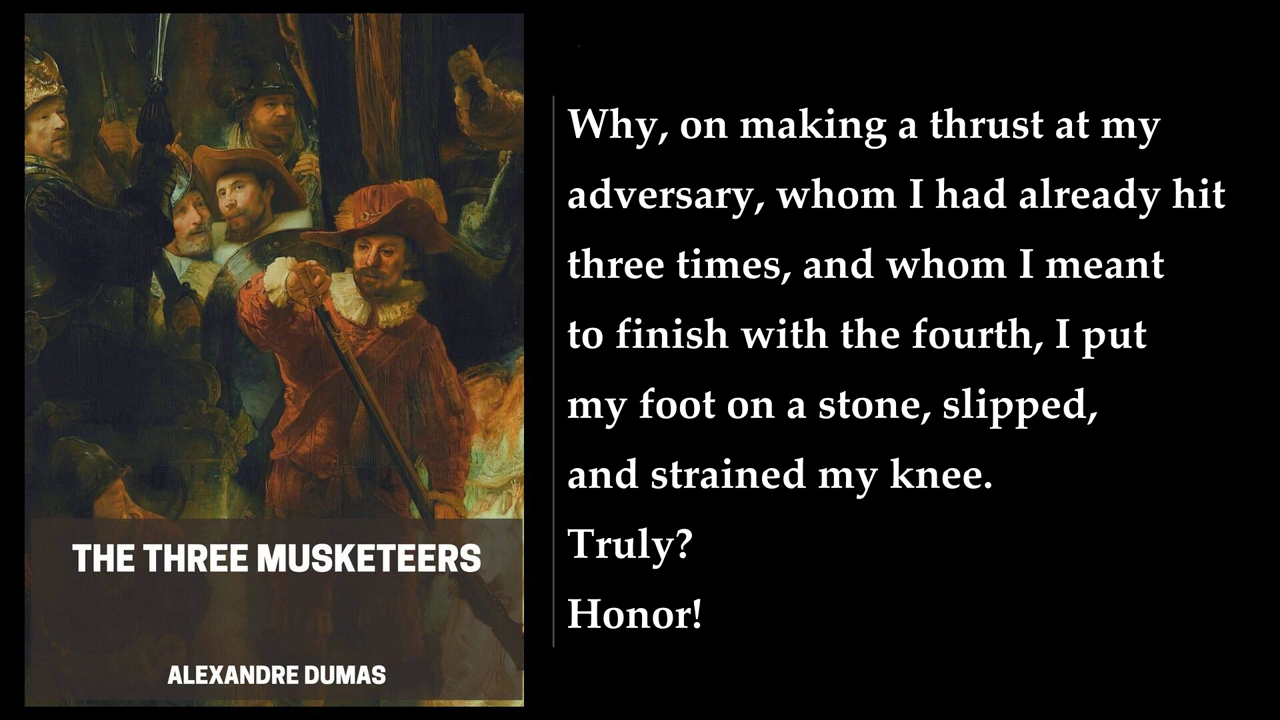 THE THREE MUSKETEERS
ALEXANDRE DUMAS
Why, on making a thrust at my
adversary, whom I had already hit
three times, and whom I meant
to finish with the fourth, I put
my foot on a stone, slipped,
and strained my knee.
Truly?
Honor!